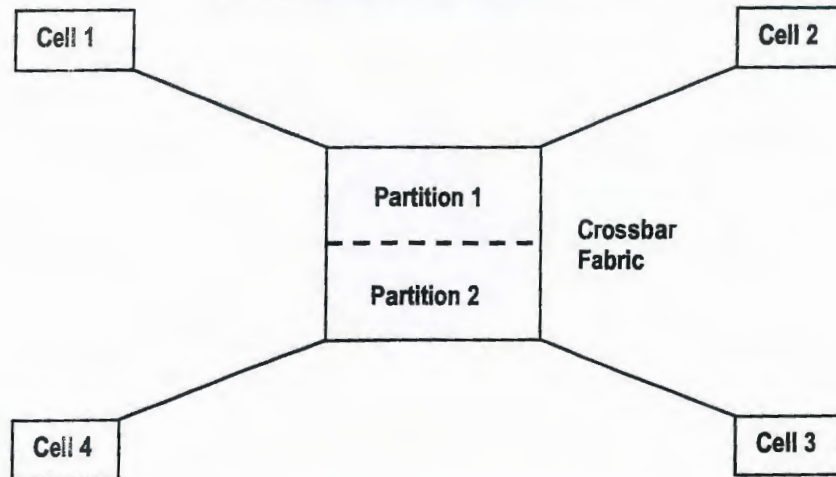 Cell 1
Cell 2
Partition 1
Crossbar
Fabric
Partition 2
Cell 4
Cell 3